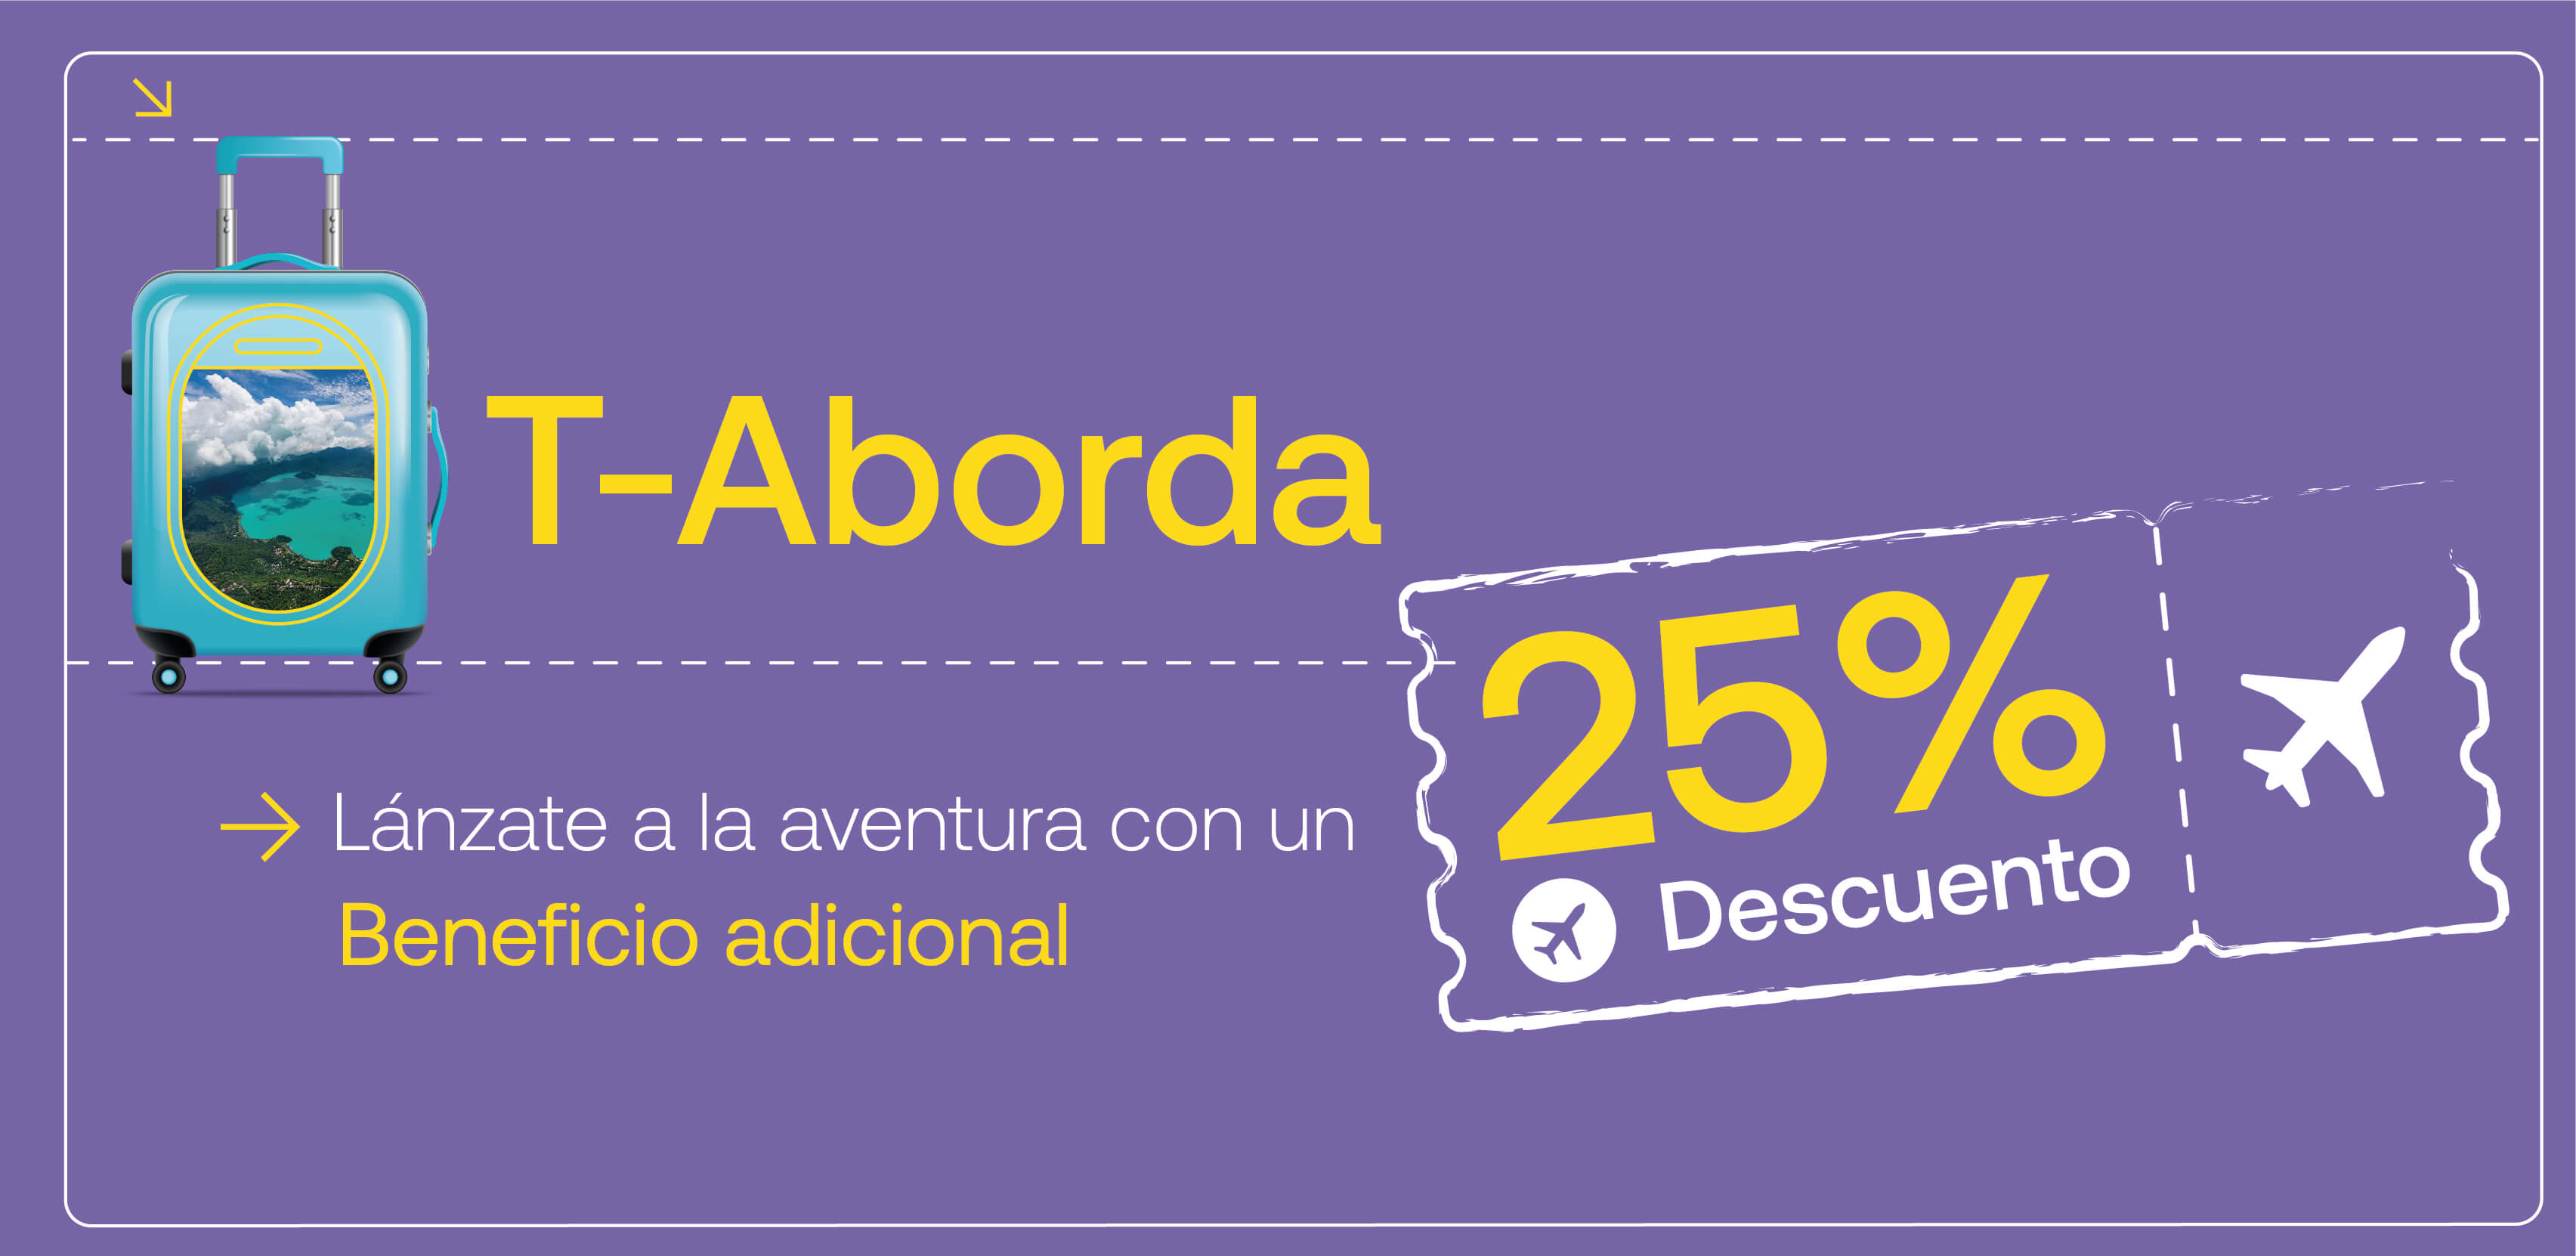 T-Aborda
Lánzate a la aventura con un
Beneficio adicional
25%
Descuento